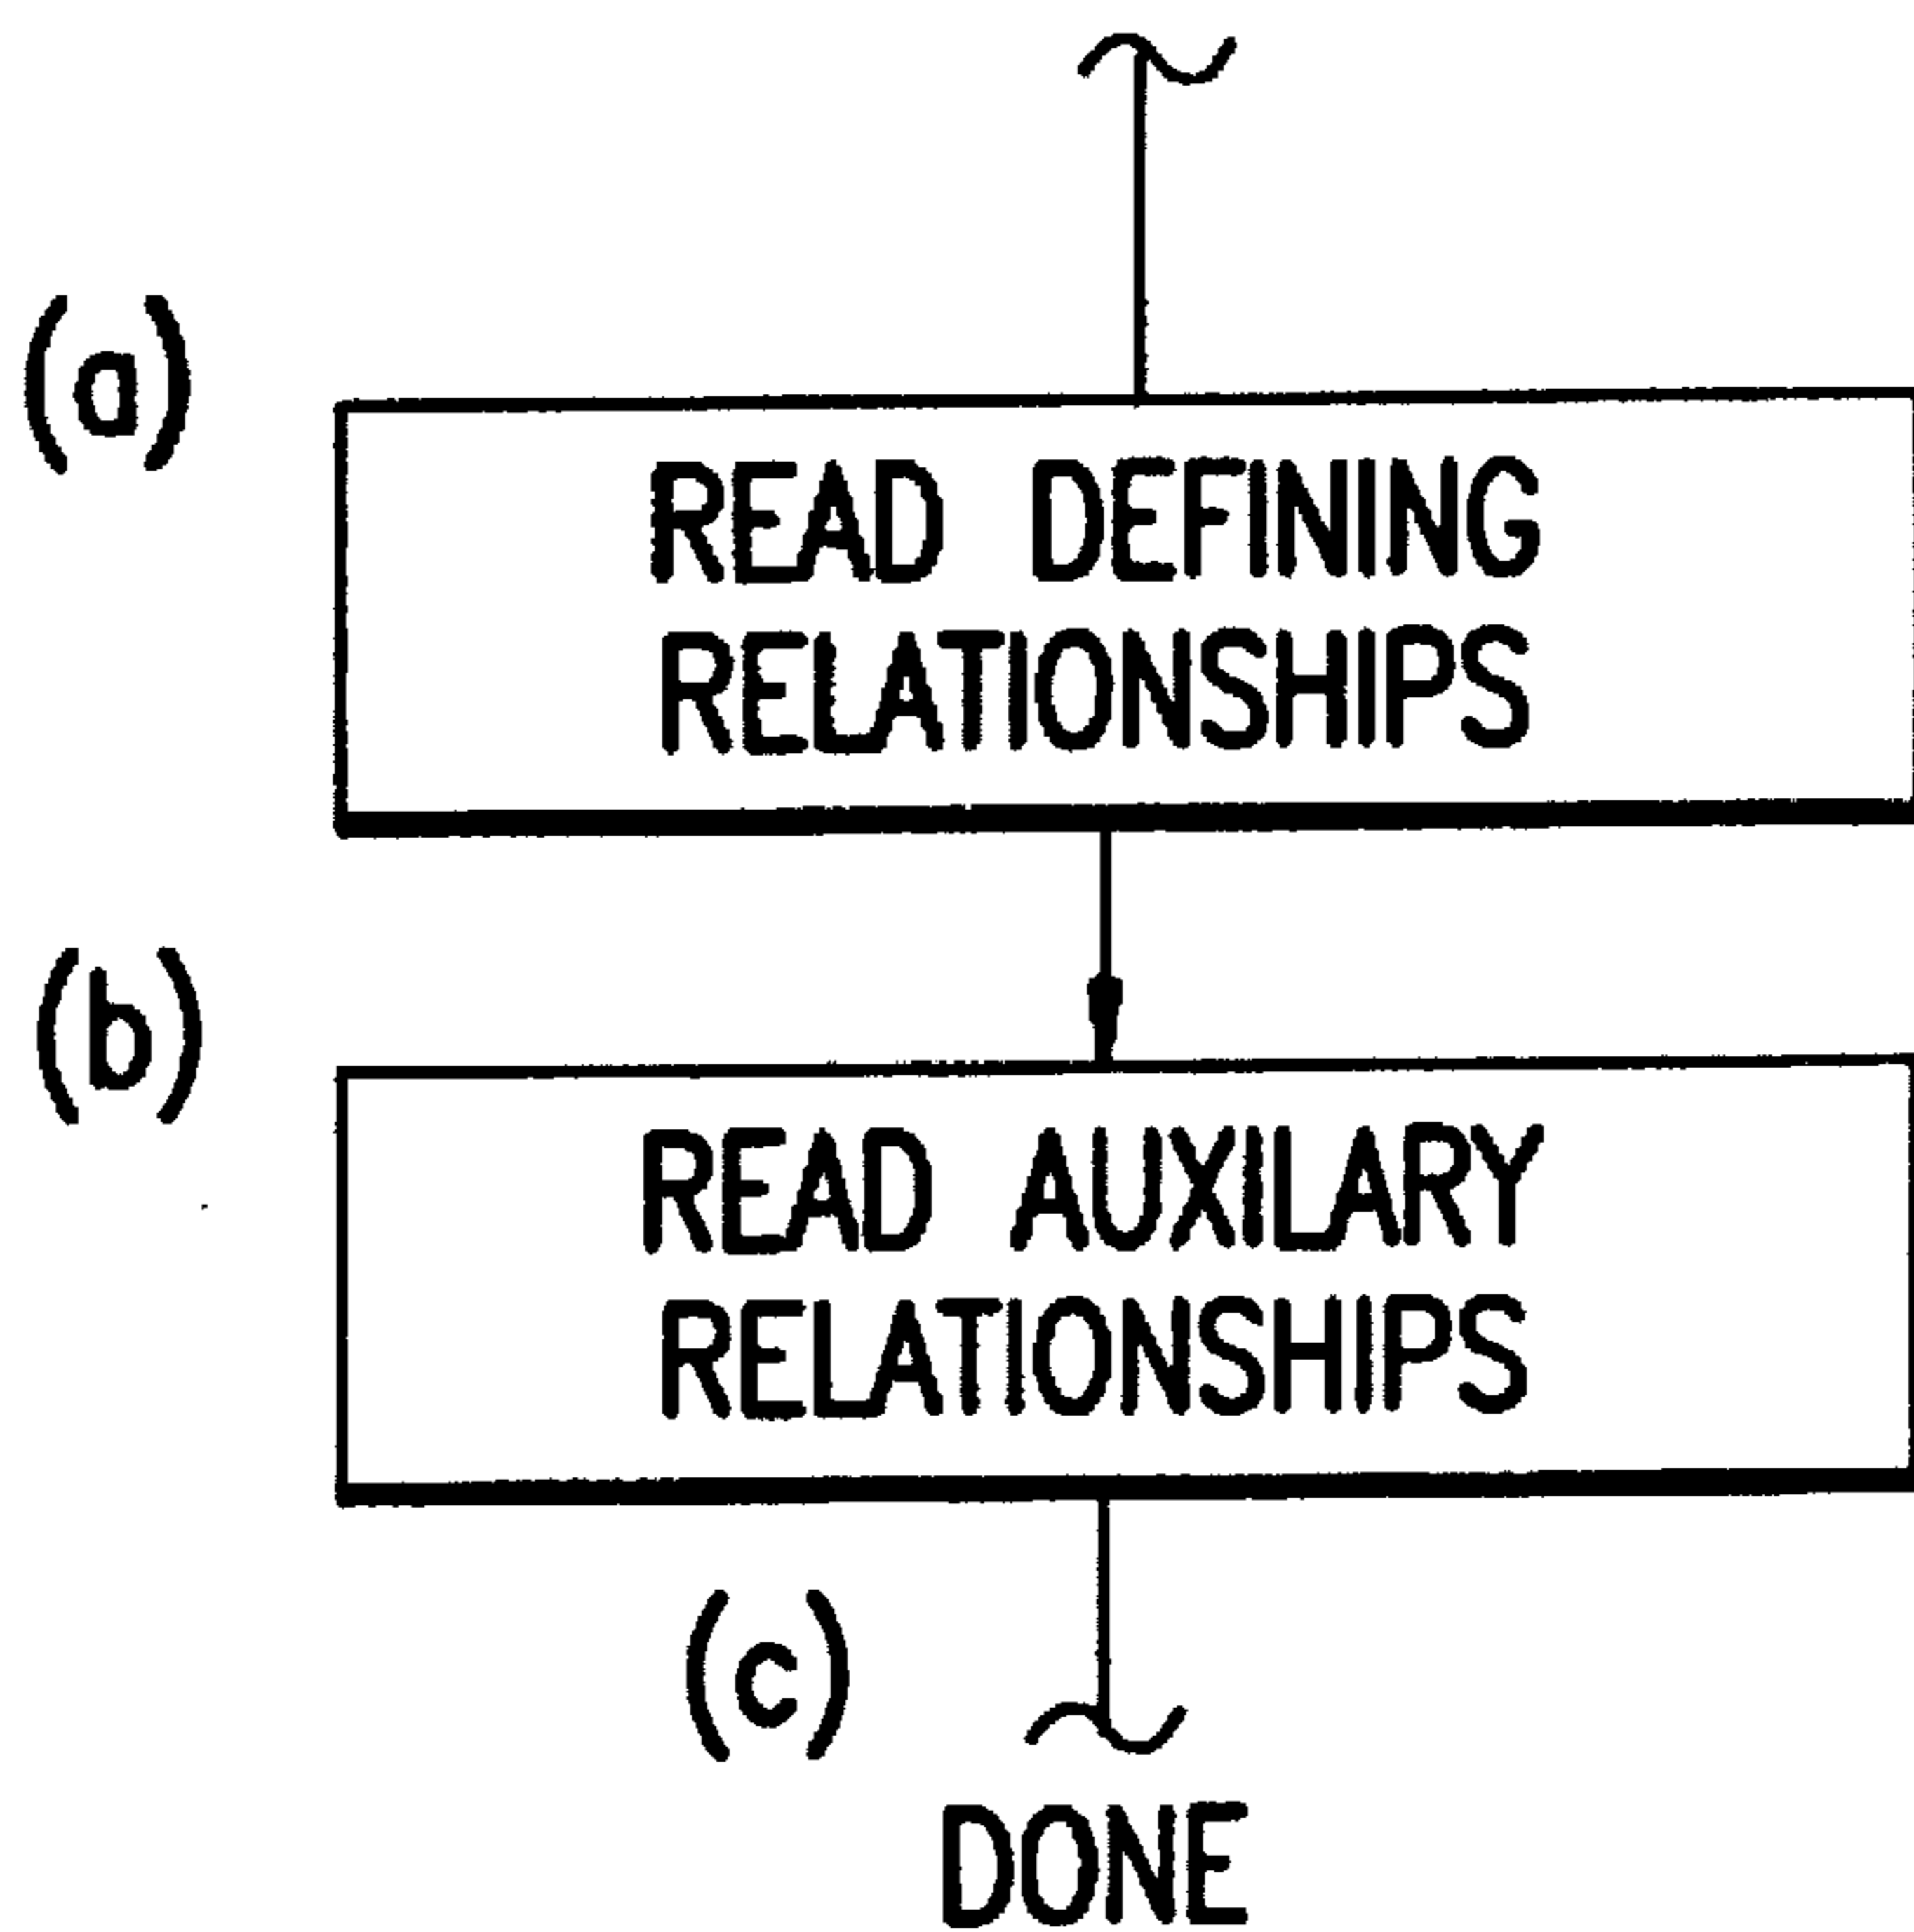 (a)
READ DEFINING
RELATIONSHIPS
(b)
READ AUXILARY
RELATIONSHIPS
(c)
DONE